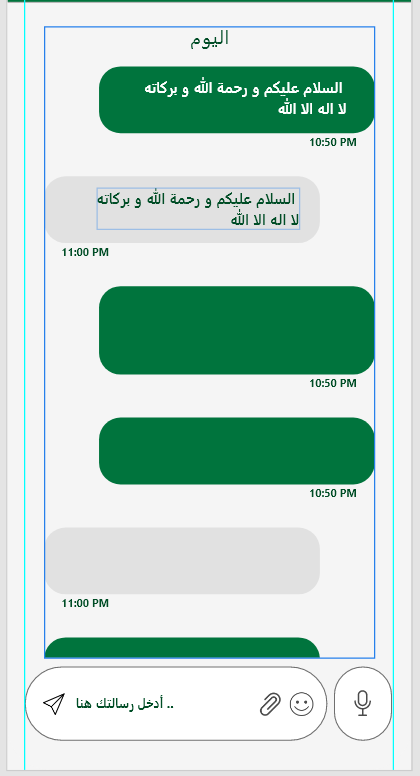 اليوم
السلام عليكم و رحمة الله و بركاته
لا اله الا الله
10:50 PM
السلام عليكم و رحمة الله و بركاته
لا اله الا الله
11:00 PM
10:50 PM
10:50 PM
11:00 PM
أدخل رسالتك هنا ..